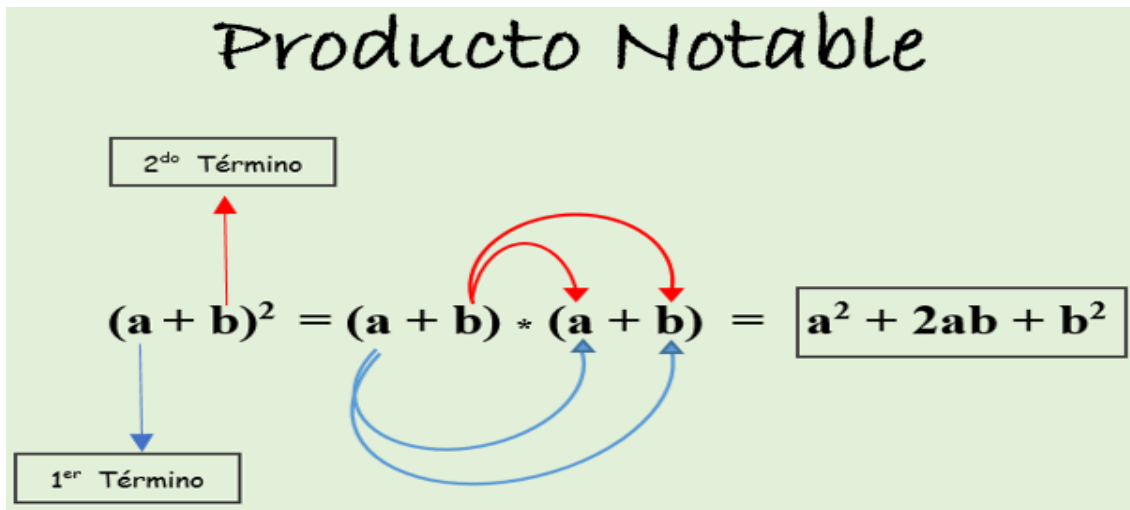 Producto Notable
2do Término
(a + b)² = (a + b) * (a + b) = a² + 2ab + b²
1er Término